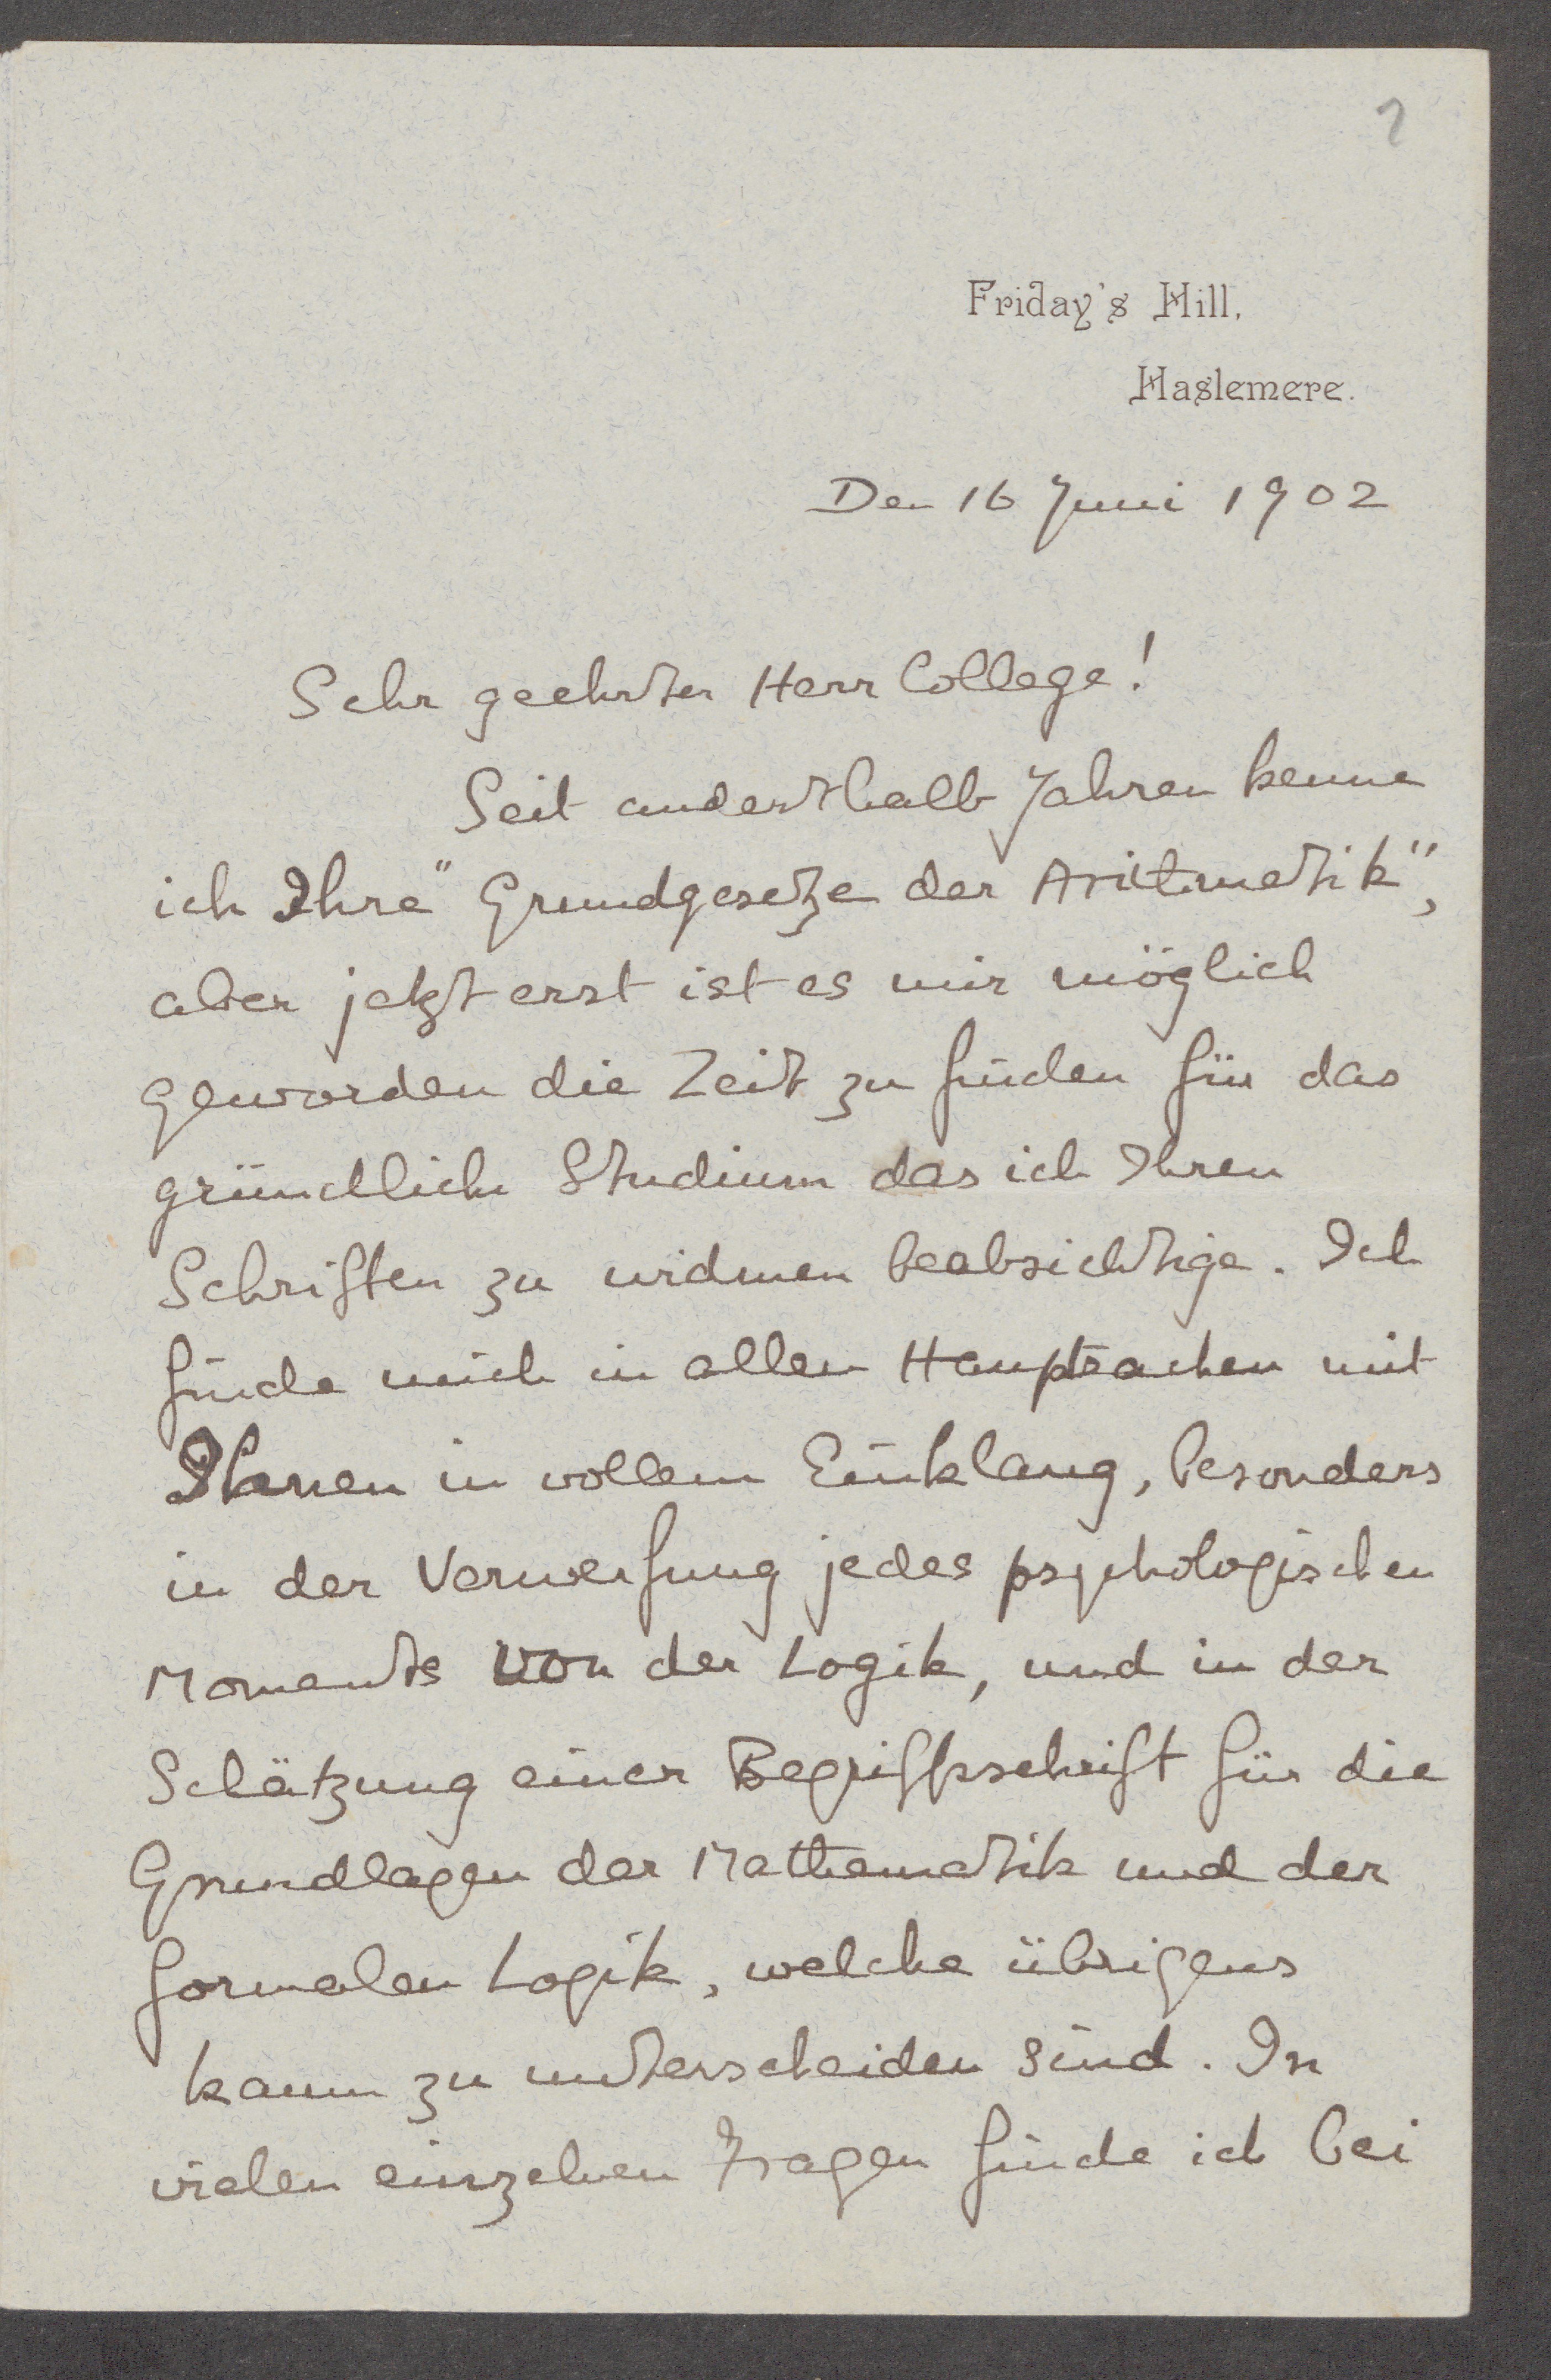 2
Friday's Hill,
Haslemere.
Den 16 Juni 1902
Sehr geehrter Herr College!
Seit anderthalb Jahren kenne
ich Ihre "Grundgesetze der Aritmetik",
aber jetzt erst ist es mir möglich
geworden die Zeit zu finden für das
gründliche Studium das ich Ihren
Schriften zu widmen beabsichtige. Ich
finde mich in allen Hauptsachen mit
Ihnen in vollem Einklang, besonders
in der Verwerfung jedes psychologischen
Moments von der Logik, und in der
Schätzung einer Begriffsschrift für die
Grundlagen der Mathematik und der
formalen Logik, welche übrigens
kaum zu unterscheiden sind. In
vielen einzelnen Fragen finde ich bei